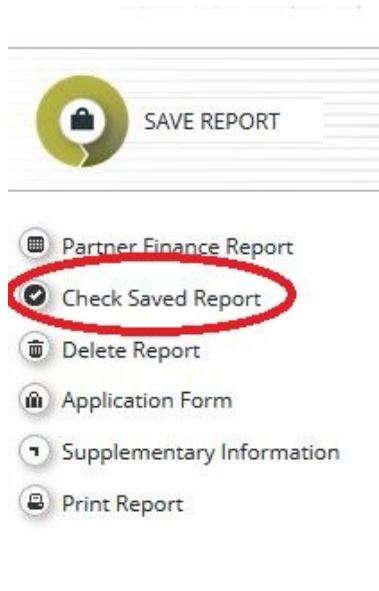 SAVE REPORT
Partner Finance Report
Check Saved Report
Delete Report
Application Form
Supplementary Information
Print Report